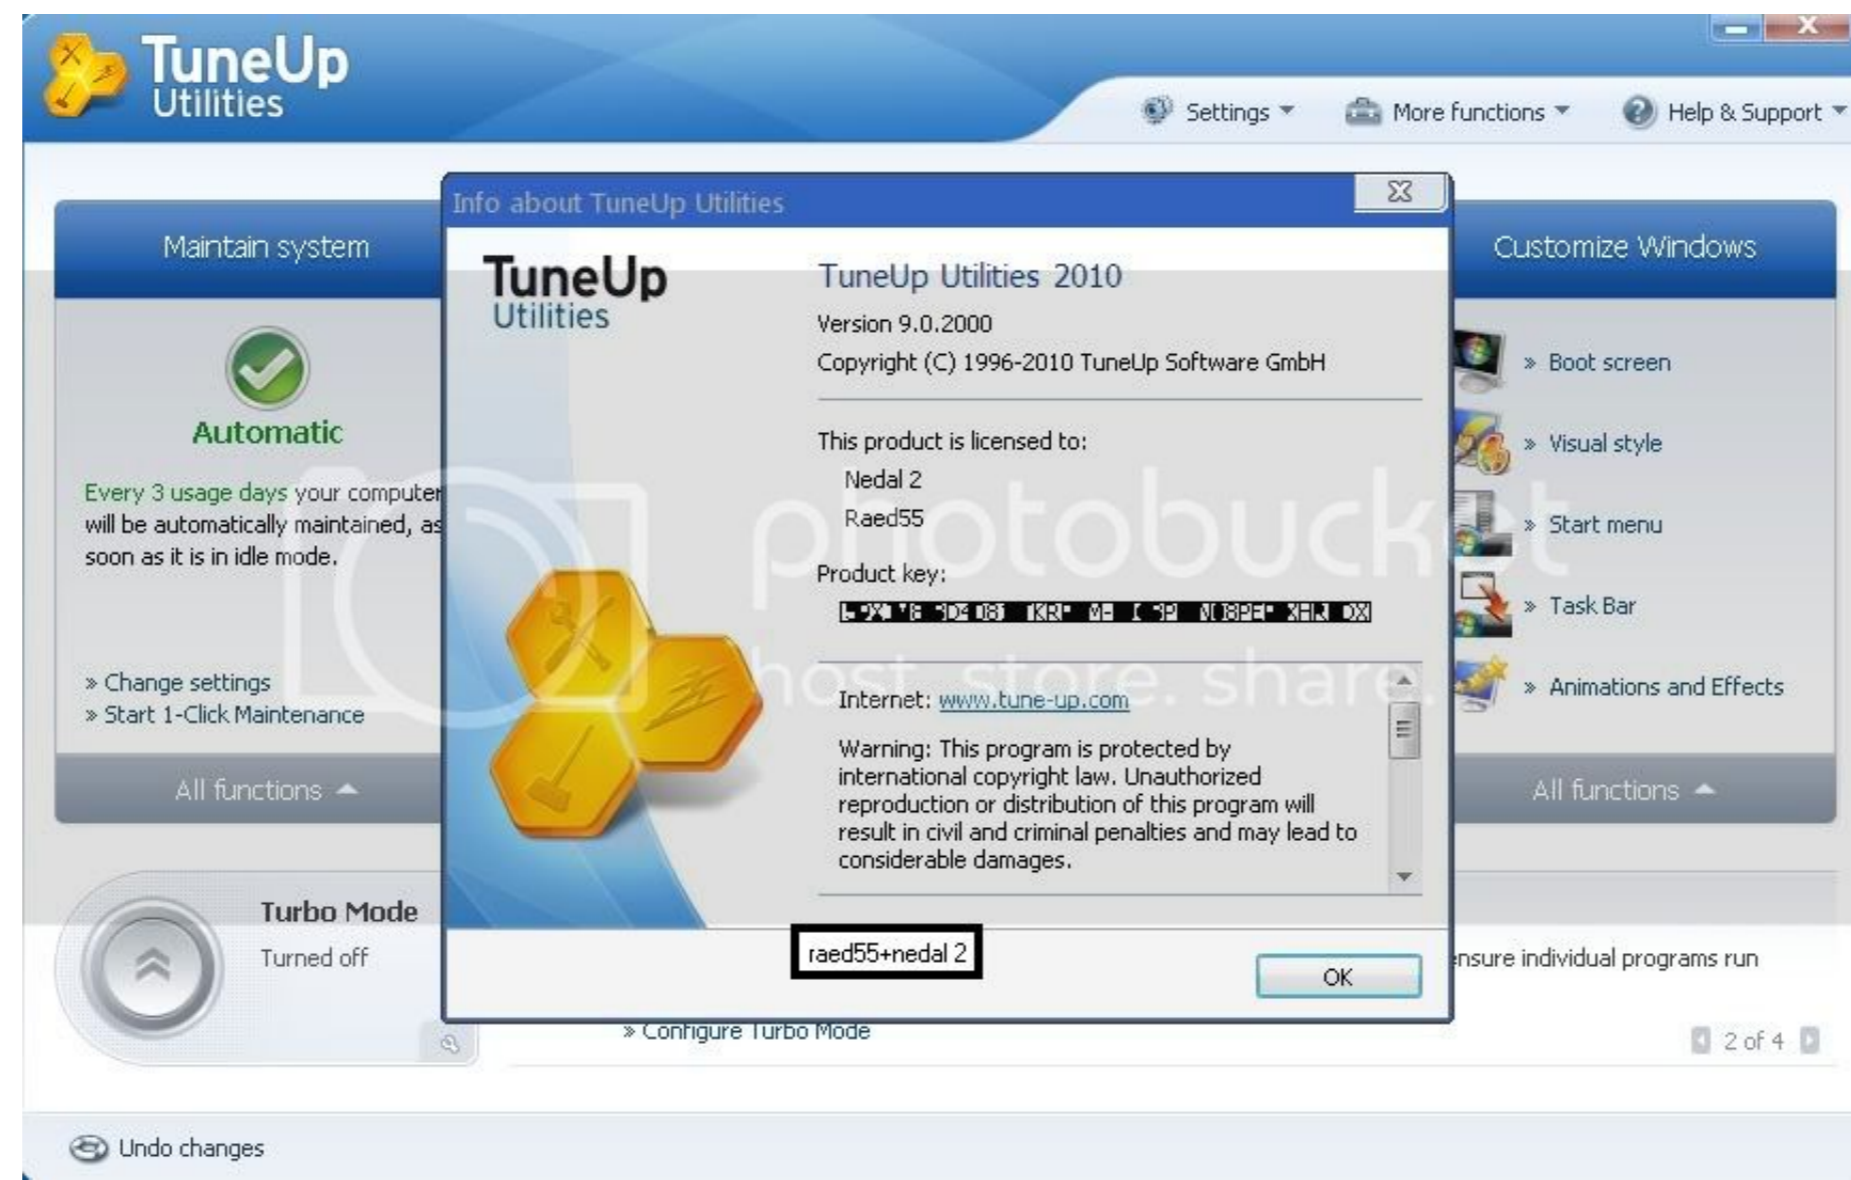 TuneUp
Utilities
Settings
More functions
Help & Support
Maintain system
Automatic
Every 3 usage days your computer
will be automatically maintained, as
soon as it is in idle mode.
» Change settings
» Start 1-Click Maintenance
All functions
Info about TuneUp Utilities
TuneUp
Utilities
TuneUp Utilities 2010
Version 9.0.2000
Copyright (C) 1996-2010 TuneUp Software GmbH
This product is licensed to:
Nedal 2
Raed55
Product key:
Internet: www.tune-up.com
Warning: This program is protected by
international copyright law. Unauthorized
reproduction or distribution of this program will
result in civil and criminal penalties and may lead to
considerable damages.
raed55+nedal 2
OK
Customize Windows
» Boot screen
» Visual style
» Start menu
» Task Bar
» Animations and Effects
All functions
Turbo Mode
Turned off
ensure individual programs run
» Configure Turbo Mode
2 of 4
Undo changes
photobucket
host. store. share.